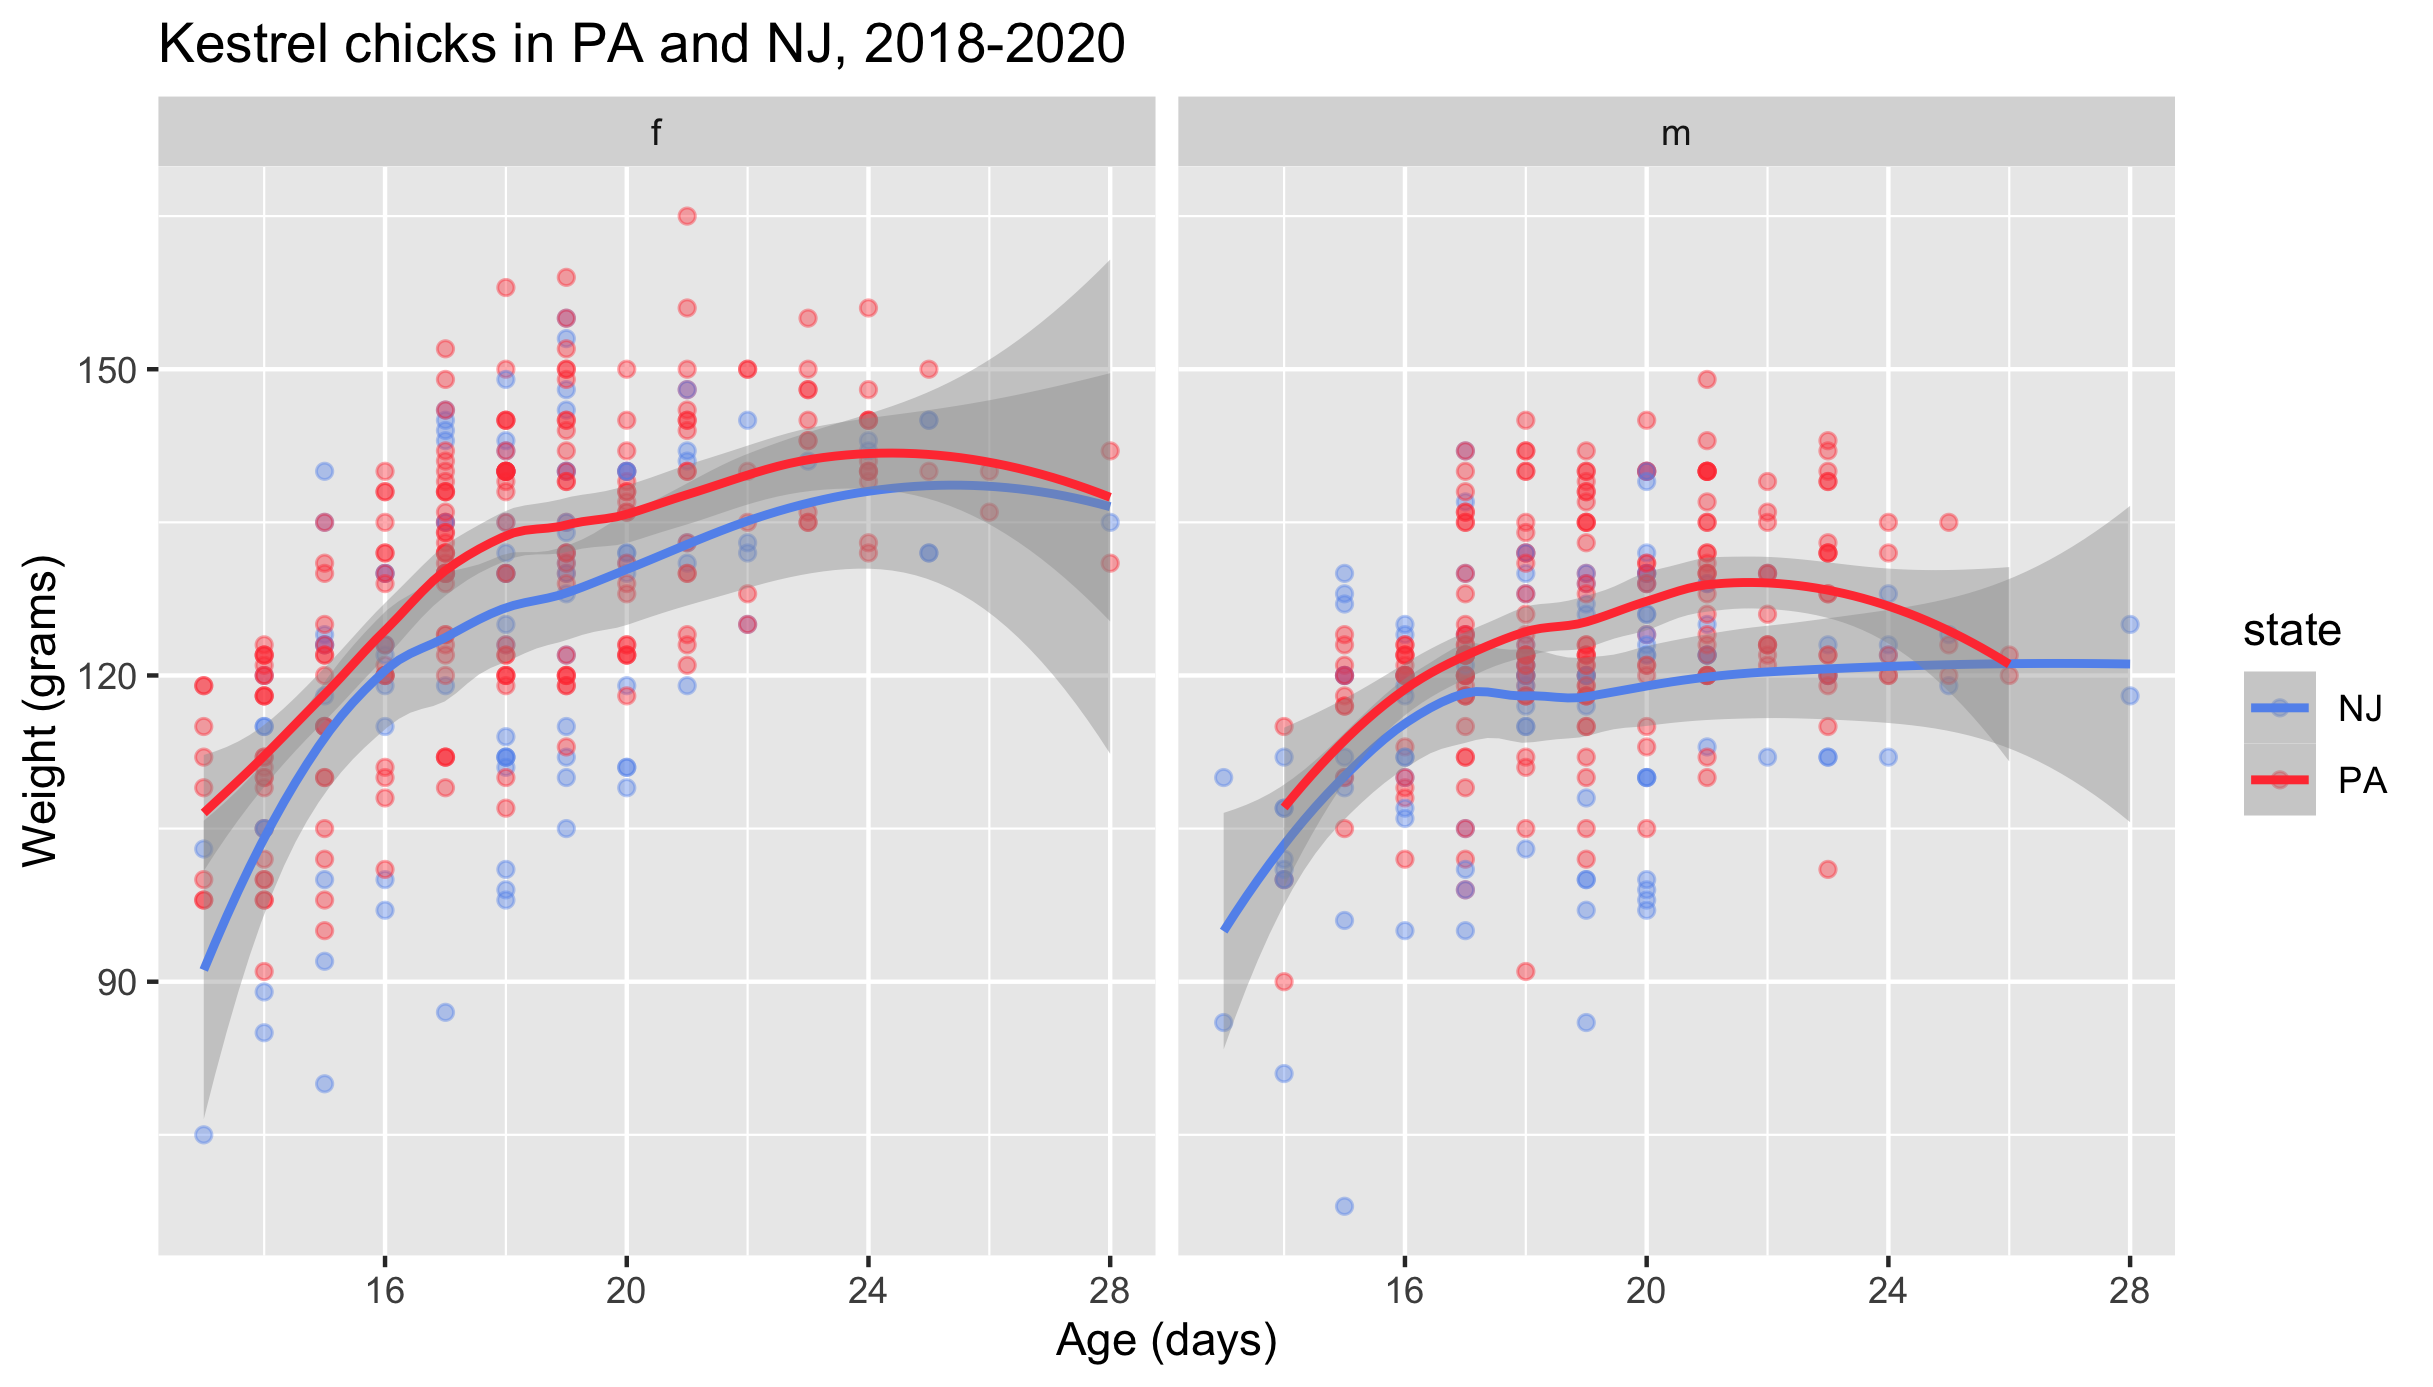 Kestrel chicks in PA and NJ, 2018-2020
f
m
150
120
90
Weight (grams)
16
20
24
28
16
20
24
28
Age (days)
state
NJ
PA